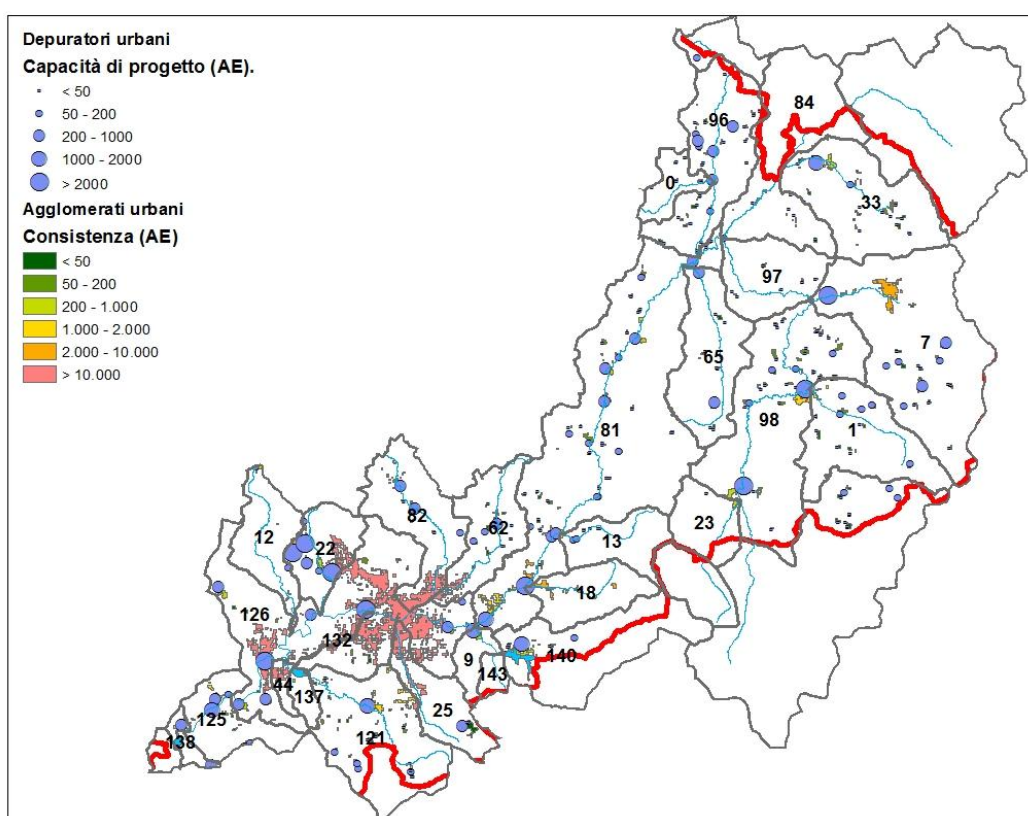 Depuratori urbani
Capacità di progetto (AE).
< 50
50 - 200
200 - 1000
1000 - 2000
> 2000
Agglomerati urbani
Consistenza (AE)
< 50
50 - 200
200 - 1.000
1.000 - 2.000
2.000 - 10.000
> 10.000
84
96
0
33
97
7
65
98
1
81
82
62
23
12
22
13
18
126
132
9
140
143
44
137
25
125
121
138